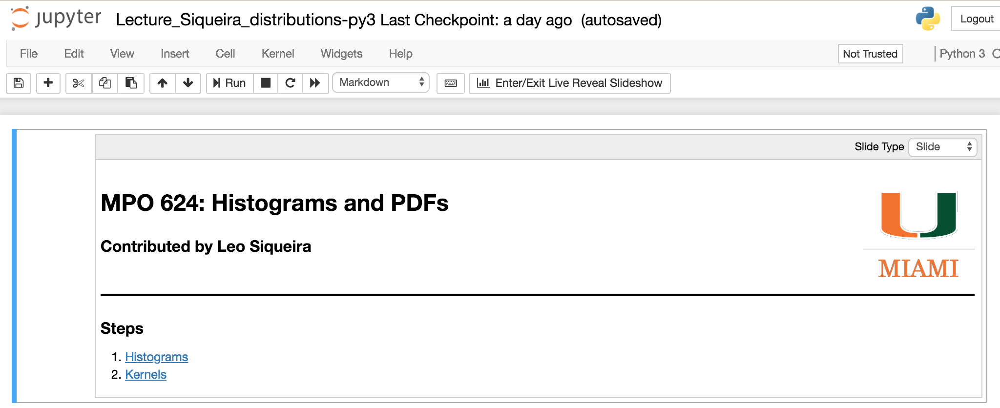 jupyter Lecture_Siqueira_distributions-py3 Last Checkpoint: a day ago (autosaved) Logout
File Edit View Insert Cell Kernel Widgets Help Not Trusted Python 3
Run Markdown Enter/Exit Live Reveal Slideshow
Slide Type Slide
MPO 624: Histograms and PDFs
Contributed by Leo Siqueira
U
MIAMI
Steps
1. Histograms
2. Kernels